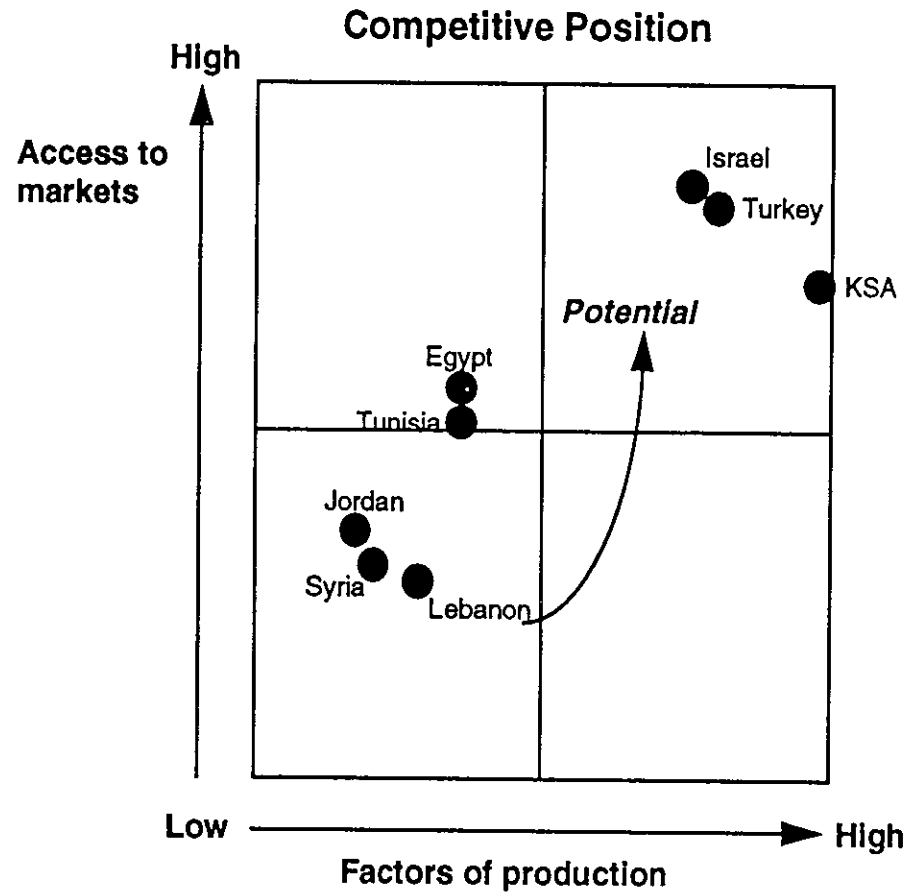 Competitive Position
High
Access to
markets
Israel
Turkey
KSA
Potential
Egypt
Tunisia
Jordan
Syria
Lebanon
Low
High
Factors of production